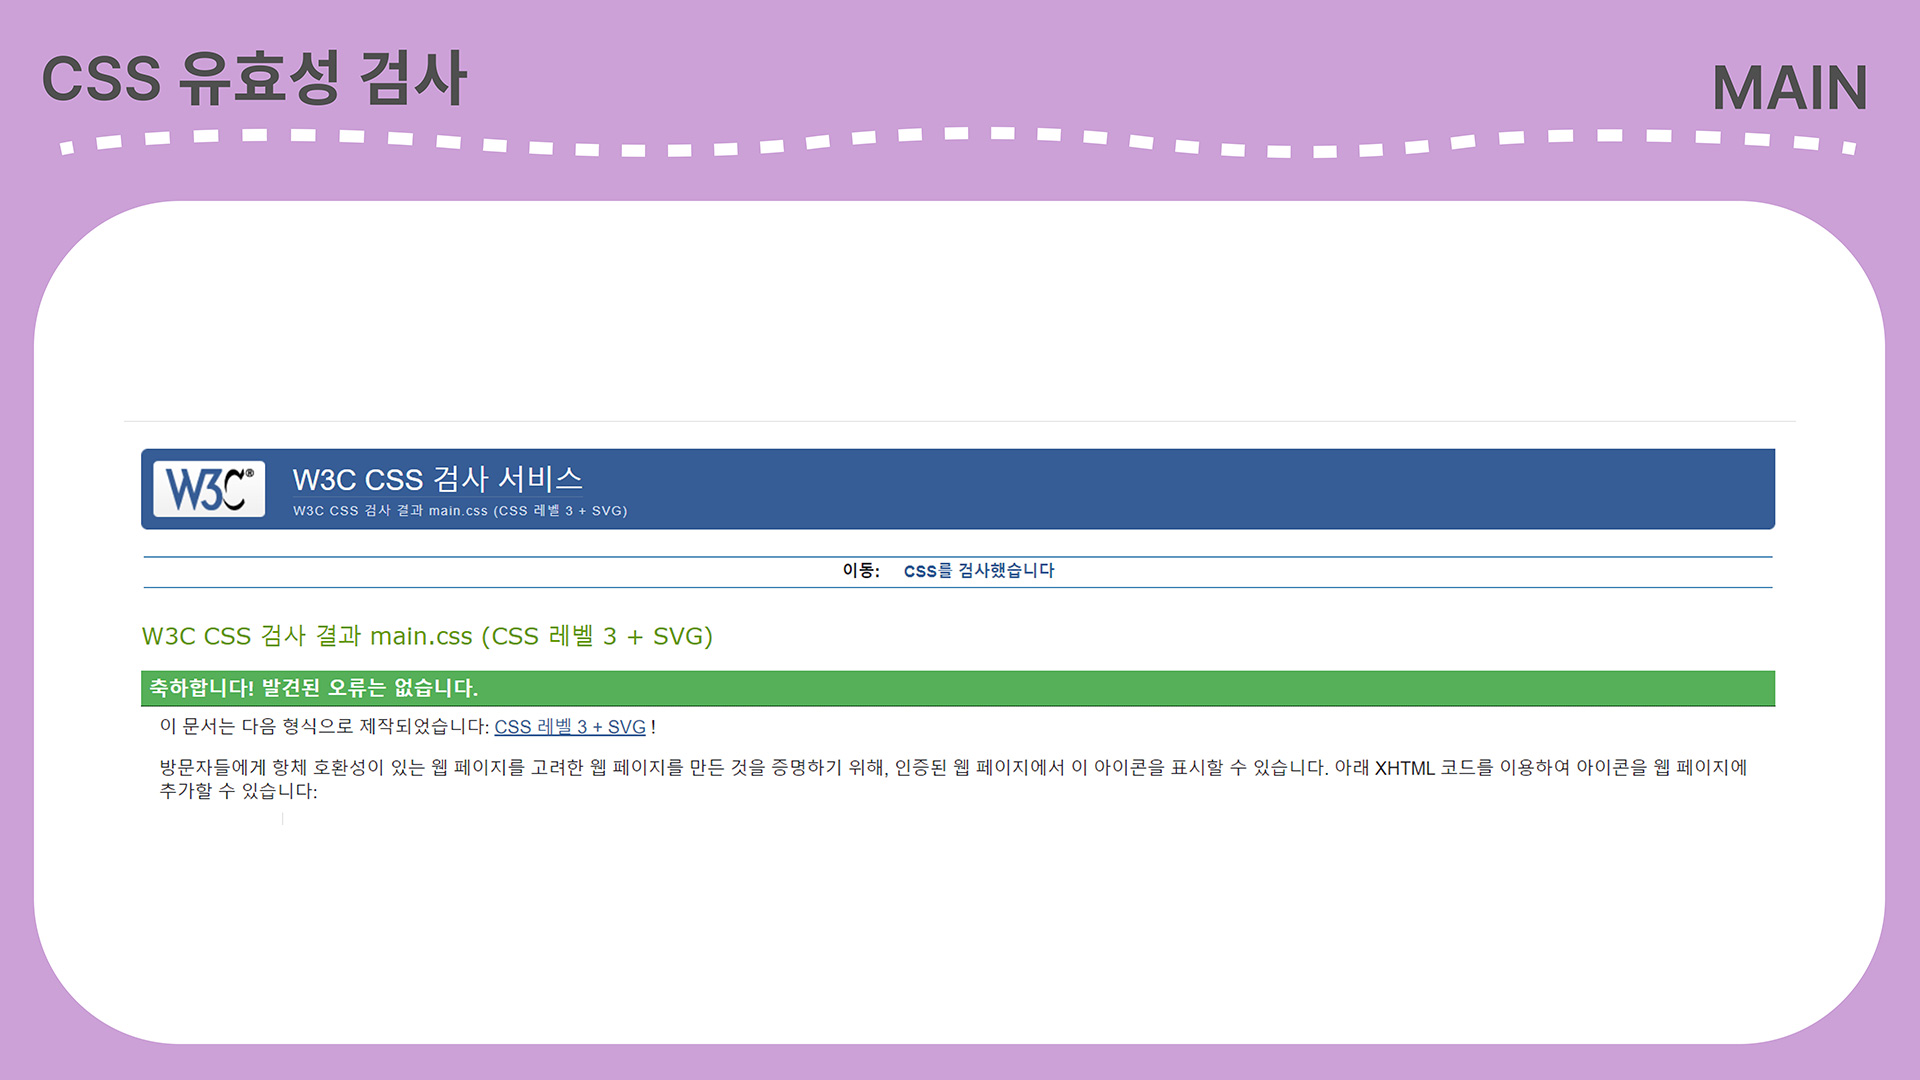 CSS 유효성 검사
MAIN
W3C®
W3C CSS 검사 서비스
W3C CSS 검사 결과 main.css (CSS 레벨 3 + SVG)
이동: CSS를 검사했습니다
W3C CSS 검사 결과 main.css (CSS 레벨 3 + SVG)
축하합니다! 발견된 오류는 없습니다.
이 문서는 다음 형식으로 제작되었습니다: CSS 레벨 3 + SVG !
방문자들에게 항체 호환성이 있는 웹 페이지를 고려한 웹 페이지를 만든 것을 증명하기 위해, 인증된 웹 페이지에서 이 아이콘을 표시할 수 있습니다. 아래 XHTML 코드를 이용하여 아이콘을 웹 페이지에
추가할 수 있습니다: